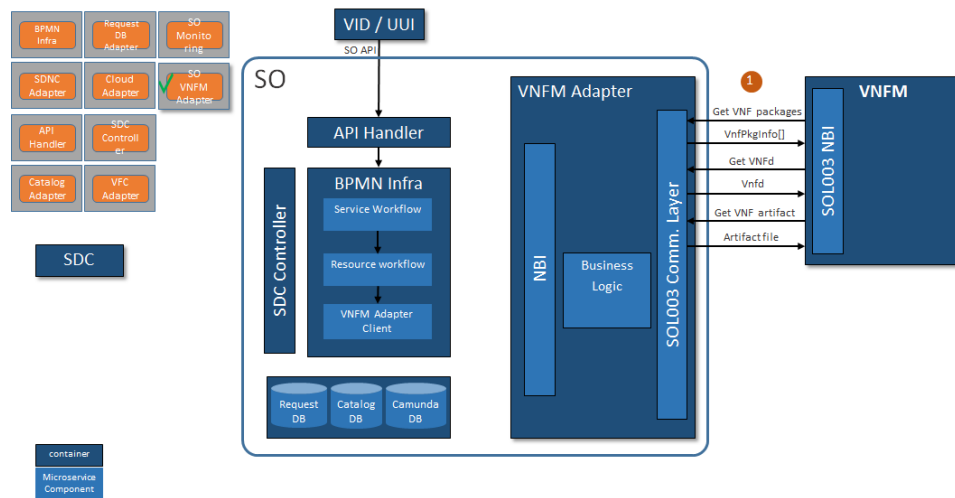 BPMN
Infra
Request
DB
Adapter
SO
Monito
ring
SDNC
Adapter
Cloud
Adapter
SO
VNFM
Adapter
API
Handler
SDC
Controll
er
Catalog
Adapter
VFC
Adapter
SDC
container
Microservice
Component
VID / UUI
SO API
SO
API Handler
SDC Controller
BPMN Infra
Service Workflow
Resource workflow
VNFM Adapter
Client
Request
DB
Catalog
DB
Camunda
DB
VNFM Adapter
NBI
Business
Logic
SOL003 Comm. Layer
1
Get VNF packages
VnfPkgInfo[]
Get VNFd
Vnfd
Get VNF artifact
Artifact file
VNFM
SOL003 NBI